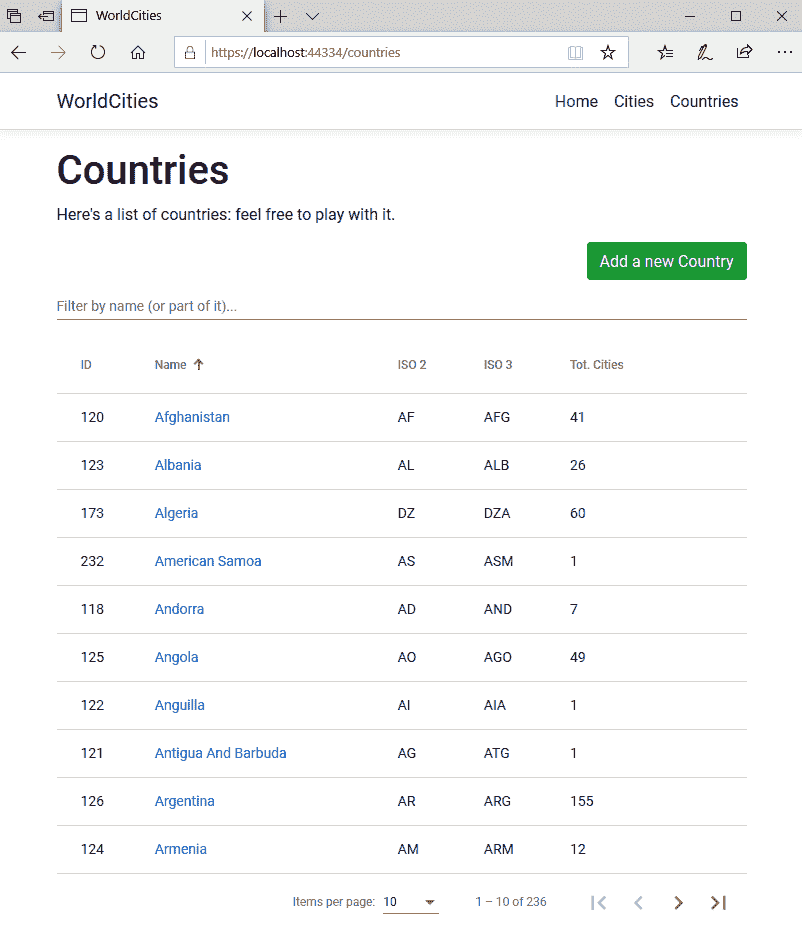 WorldCities
https://localhost:44334/countries
WorldCities Home Cities Countries
Countries
Here's a list of countries: feel free to play with it.
Add a new Country
Filter by name (or part of it)...
ID Name ISO 2 ISO 3 Tot. Cities
120 Afghanistan AF AFG 41
123 Albania AL ALB 26
173 Algeria DZ DZA 60
232 American Samoa AS ASM 1
118 Andorra AD AND 7
125 Angola AO AGO 49
122 Anguilla AI AIA 1
121 Antigua And Barbuda AG ATG 1
126 Argentina AR ARG 155
124 Armenia AM ARM 12
Items per page: 10 1 – 10 of 236